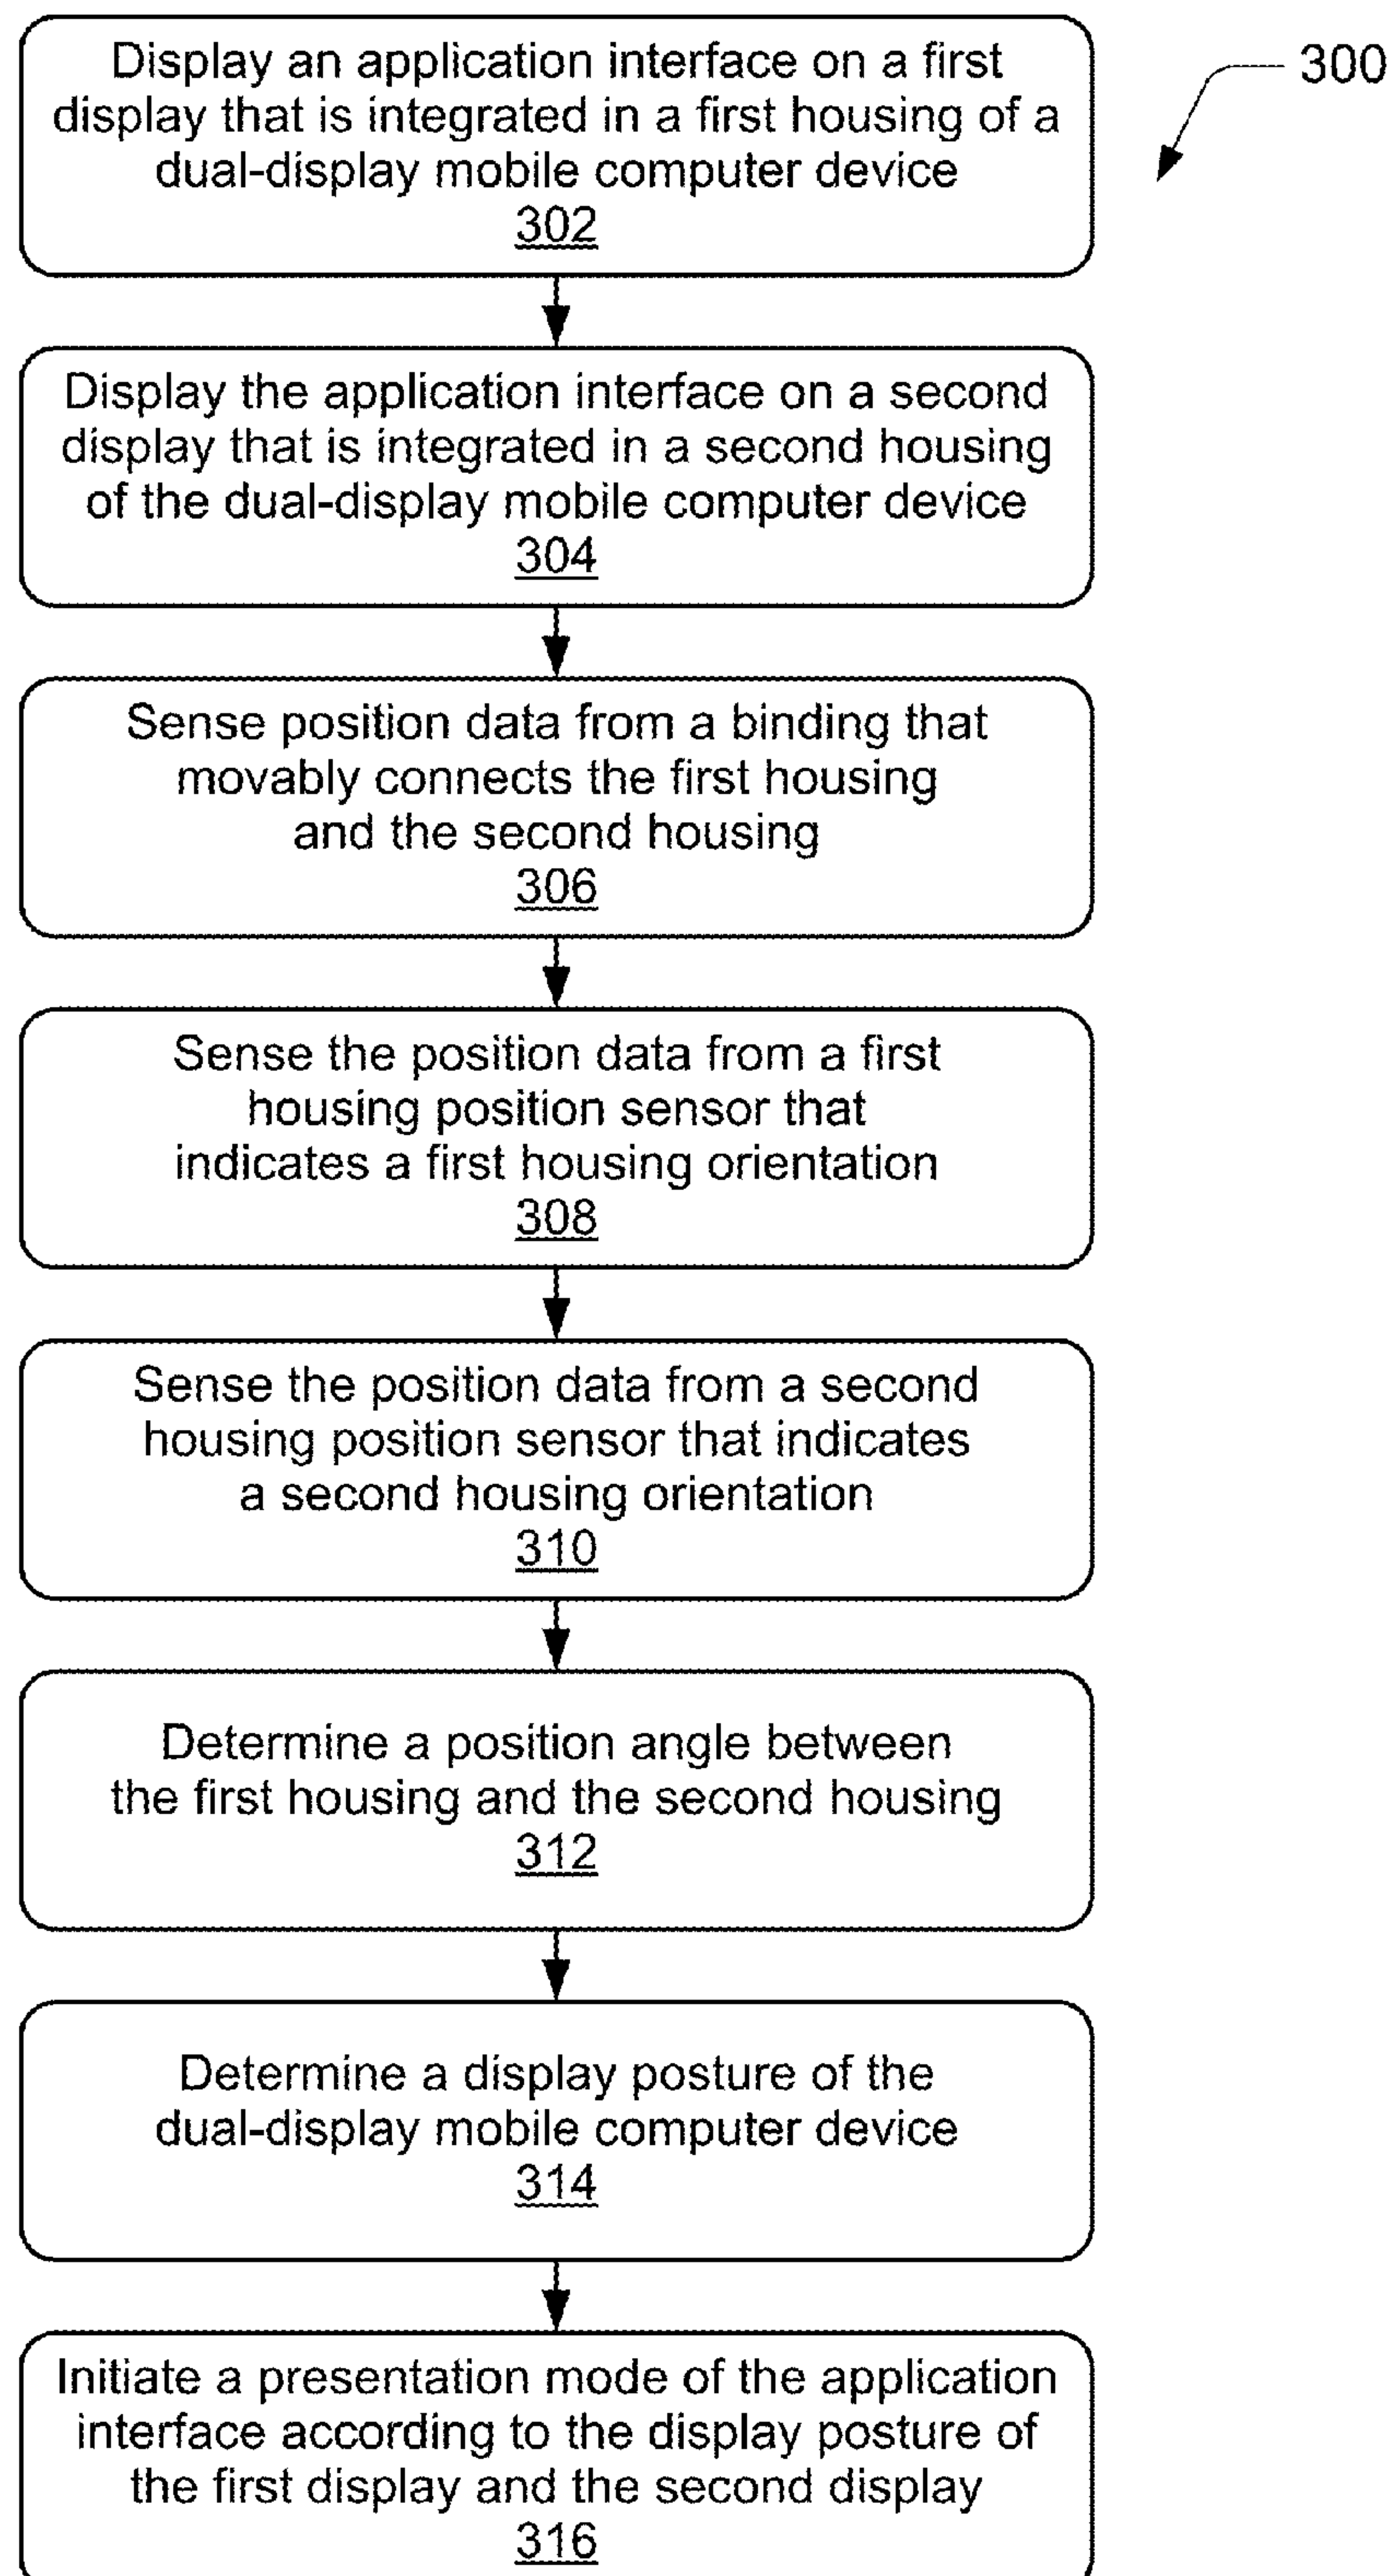 Display an application interface on a first
display that is integrated in a first housing of a
dual-display mobile computer device
302
300
Display the application interface on a second
display that is integrated in a second housing
of the dual-display mobile computer device
304
Sense position data from a binding that
movably connects the first housing
and the second housing
306
Sense the position data from a first
housing position sensor that
indicates a first housing orientation
308
Sense the position data from a second
housing position sensor that indicates
a second housing orientation
310
Determine a position angle between
the first housing and the second housing
312
Determine a display posture of the
dual-display mobile computer device
314
Initiate a presentation mode of the application
interface according to the display posture of
the first display and the second display
316